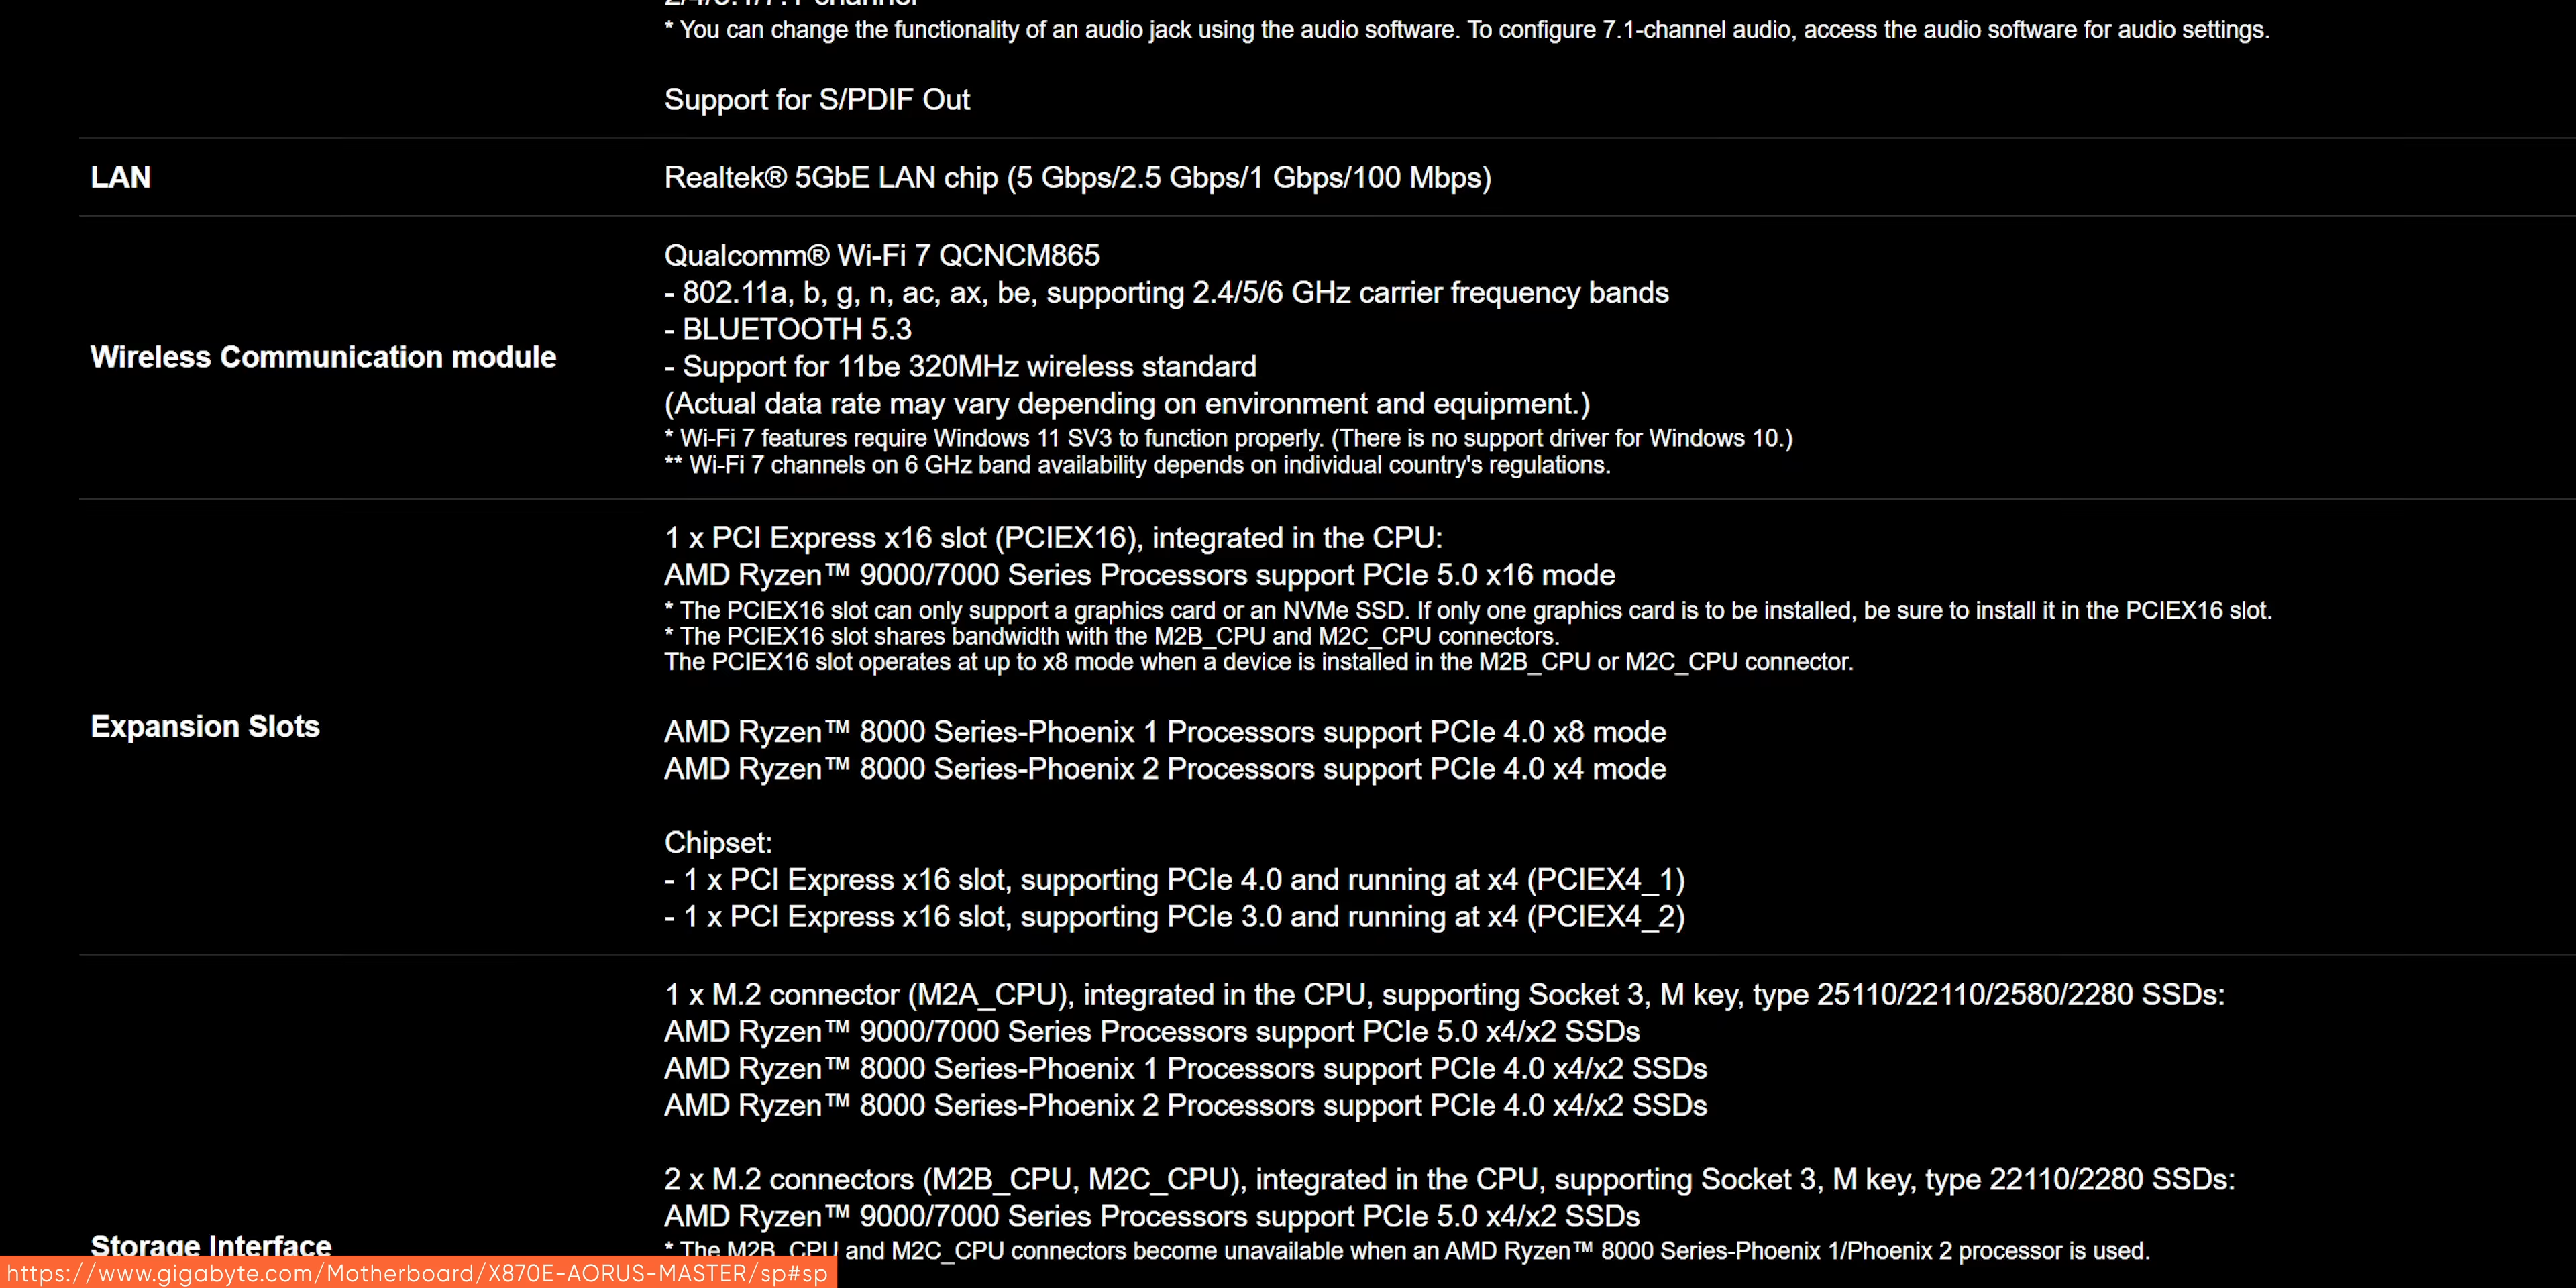 2/4/5.1/7.1 channel
* You can change the functionality of an audio jack using the audio software. To configure 7.1-channel audio, access the audio software for audio settings.
Support for S/PDIF Out
LAN
Realtek® 5GbE LAN chip (5 Gbps/2.5 Gbps/1 Gbps/100 Mbps)
Wireless Communication module
Qualcomm® Wi-Fi 7 QCNCM865
- 802.11a, b, g, n, ac, ax, be, supporting 2.4/5/6 GHz carrier frequency bands
- BLUETOOTH 5.3
- Support for 11be 320MHz wireless standard
(Actual data rate may vary depending on environment and equipment.)
* Wi-Fi 7 features require Windows 11 SV3 to function properly. (There is no support driver for Windows 10.)
** Wi-Fi 7 channels on 6 GHz band availability depends on individual country's regulations.
Expansion Slots
1 x PCI Express x16 slot (PCIEX16), integrated in the CPU:
AMD Ryzen™ 9000/7000 Series Processors support PCIe 5.0 x16 mode
* The PCIEX16 slot can only support a graphics card or an NVMe SSD. If only one graphics card is to be installed, be sure to install it in the PCIEX16 slot.
* The PCIEX16 slot shares bandwidth with the M2B_CPU and M2C_CPU connectors.
The PCIEX16 slot operates at up to x8 mode when a device is installed in the M2B_CPU or M2C_CPU connector.
AMD Ryzen™ 8000 Series-Phoenix 1 Processors support PCIe 4.0 x8 mode
AMD Ryzen™ 8000 Series-Phoenix 2 Processors support PCIe 4.0 x4 mode
Chipset:
- 1 x PCI Express x16 slot, supporting PCIe 4.0 and running at x4 (PCIEX4_1)
- 1 x PCI Express x16 slot, supporting PCIe 3.0 and running at x4 (PCIEX4_2)
Storage Interface
1 x M.2 connector (M2A_CPU), integrated in the CPU, supporting Socket 3, M key, type 25110/22110/2580/2280 SSDs:
AMD Ryzen™ 9000/7000 Series Processors support PCIe 5.0 x4/x2 SSDs
AMD Ryzen™ 8000 Series-Phoenix 1 Processors support PCIe 4.0 x4/x2 SSDs
AMD Ryzen™ 8000 Series-Phoenix 2 Processors support PCIe 4.0 x4/x2 SSDs
2 x M.2 connectors (M2B_CPU, M2C_CPU), integrated in the CPU, supporting Socket 3, M key, type 22110/2280 SSDs:
AMD Ryzen™ 9000/7000 Series Processors support PCIe 5.0 x4/x2 SSDs
* The M2B_CPU and M2C_CPU connectors become unavailable when an AMD Ryzen™ 8000 Series-Phoenix 1/Phoenix 2 processor is used.
https://www.gigabyte.com/Motherboard/X870E-AORUS-MASTER/sp#sp